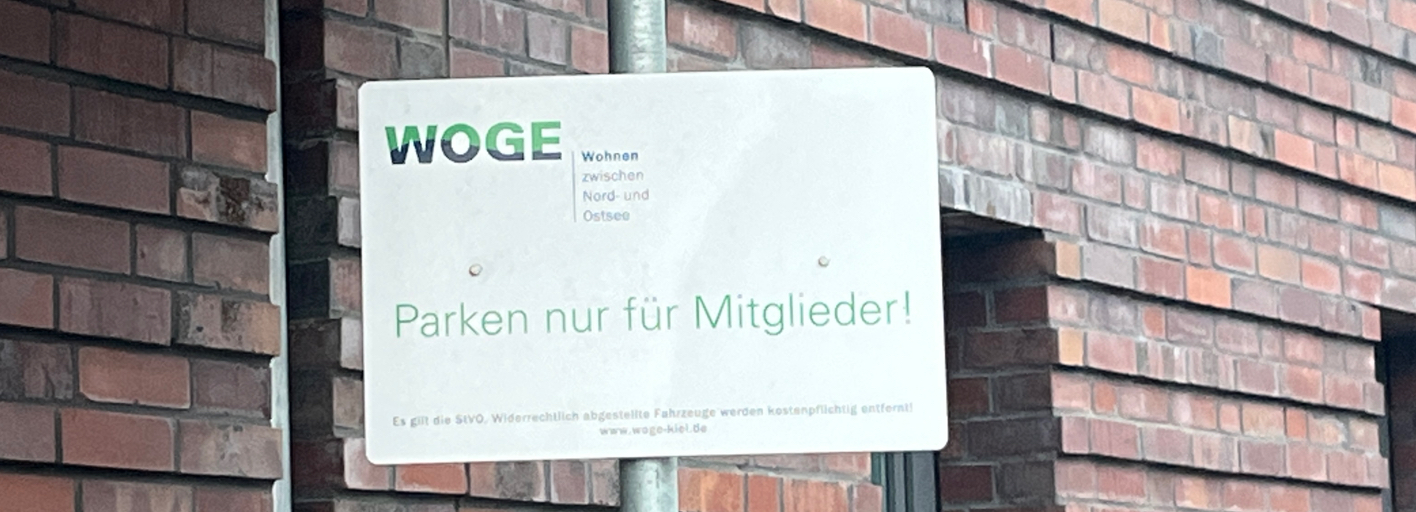 WOGE
Wohnen
zwischen
Nord- und
Ostsee
Parken nur für Mitglieder!
Es gilt die StVO. Widerrechtlich abgestellte Fahrzeuge werden kostenpflichtig entfernt!
www.woge-kiel.de